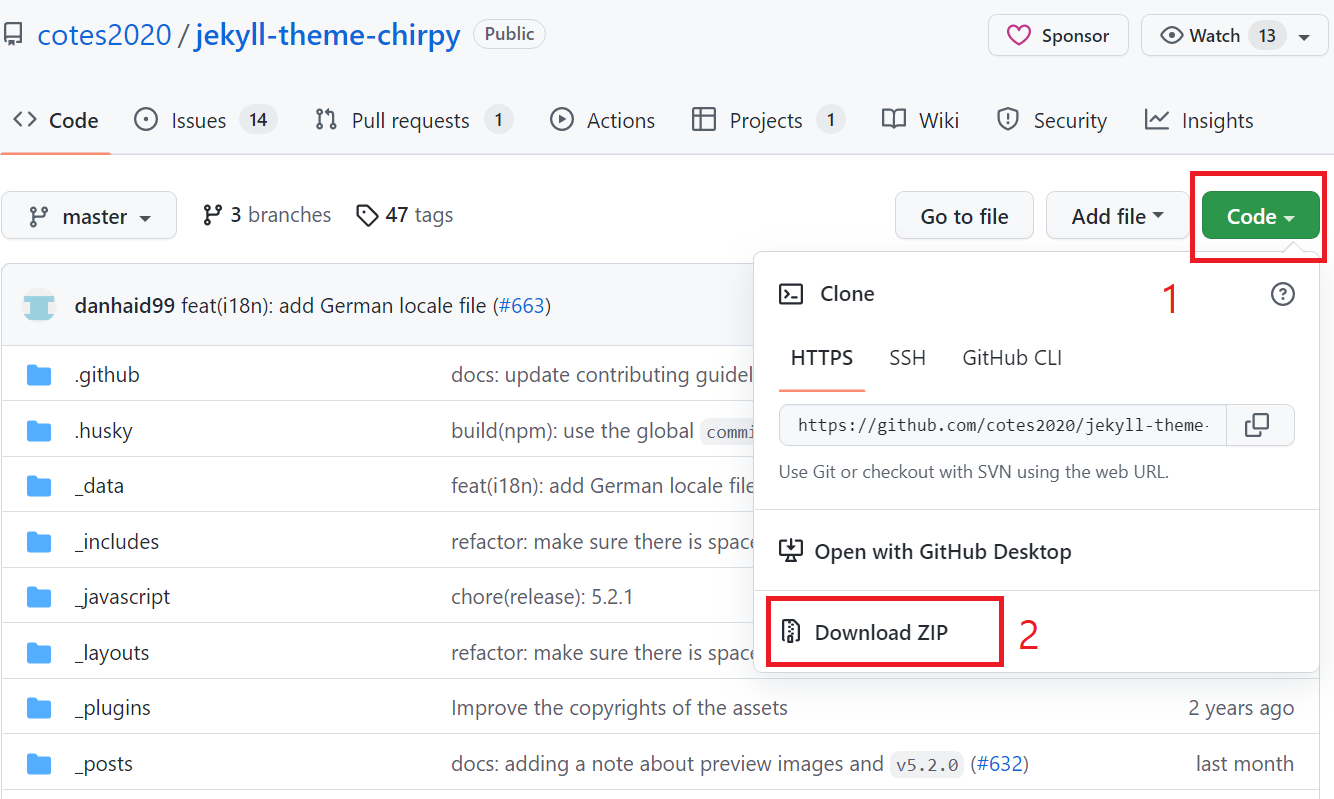 cotes2020 / jekyll-theme-chirpy Public Sponsor Watch 13
Code Issues 14 Pull requests 1 Actions Projects 1 Wiki Security Insights
master 3 branches 47 tags Go to file Add file Code
1
Clone
danhaid99 feat(i18n): add German locale file (#663)
HTTPS SSH GitHub CLI
.github docs: update contributing guidel
https://github.com/cotes2020/jekyll-theme-
.husky build(npm): use the global commi
Use Git or checkout with SVN using the web URL.
_data feat(i18n): add German locale file
_includes refactor: make sure there is space
Open with GitHub Desktop
_javascript chore(release): 5.2.1
Download ZIP 2
_layouts refactor: make sure there is space
_plugins Improve the copyrights of the assets 2 years ago
_posts docs: adding a note about preview images and v5.2.0 (#632) last month